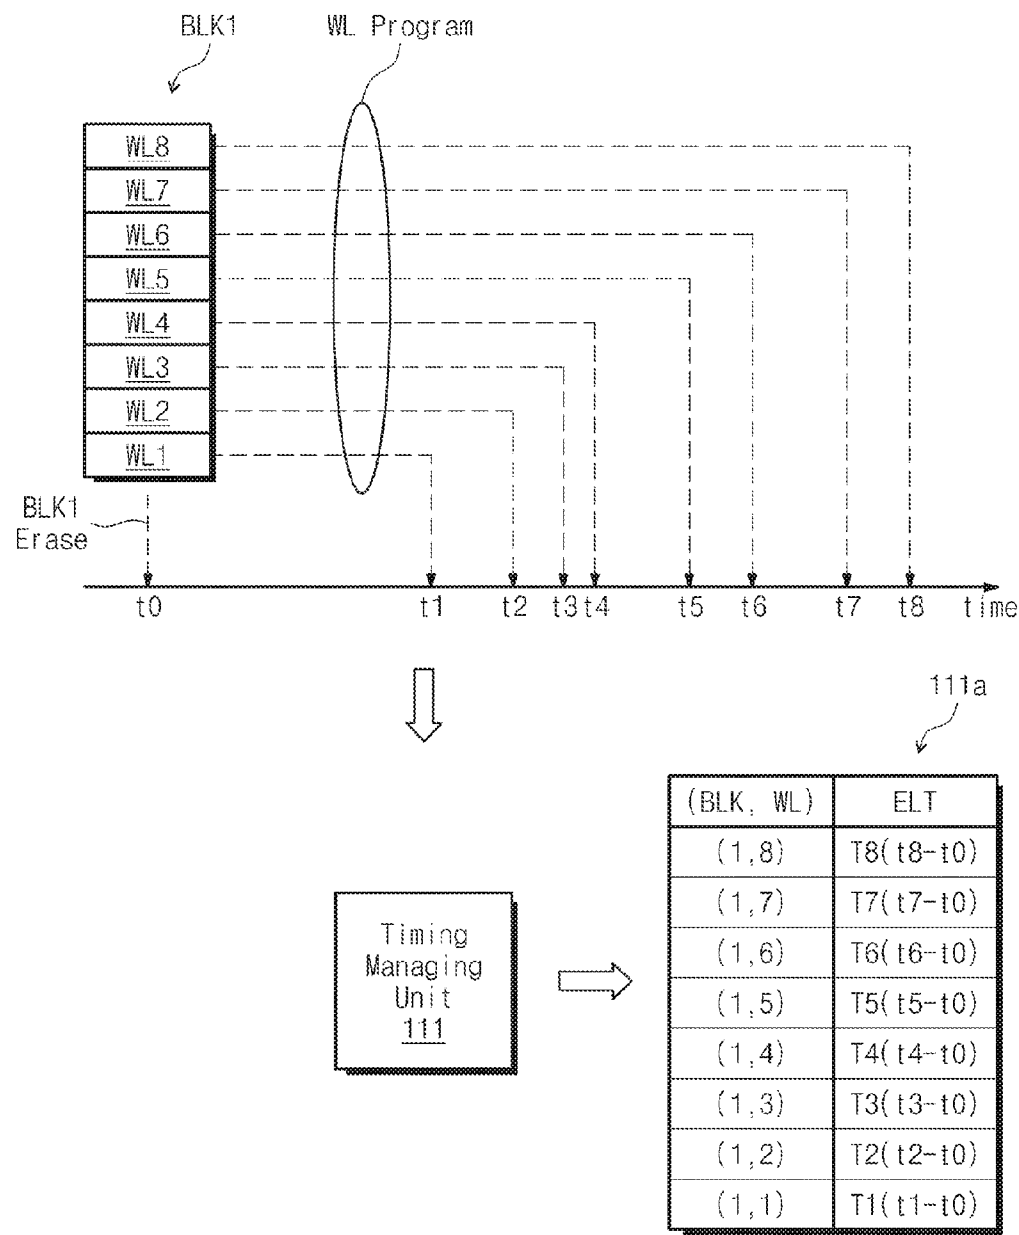 BLK1
WL Program
WL8
WL7
WL6
WL5
WL4
WL3
WL2
WL1
BLK1
Erase
t0 t1 t2 t3 t4 t5 t6 t7 t8 time
111a
(BLK, WL) ELT
(1,8) T8(t8-t0)
(1,7) T7(t7-t0)
(1,6) T6(t6-t0)
(1,5) T5(t5-t0)
(1,4) T4(t4-t0)
(1,3) T3(t3-t0)
(1,2) T2(t2-t0)
(1,1) T1(t1-t0)
Timing
Managing
Unit
111